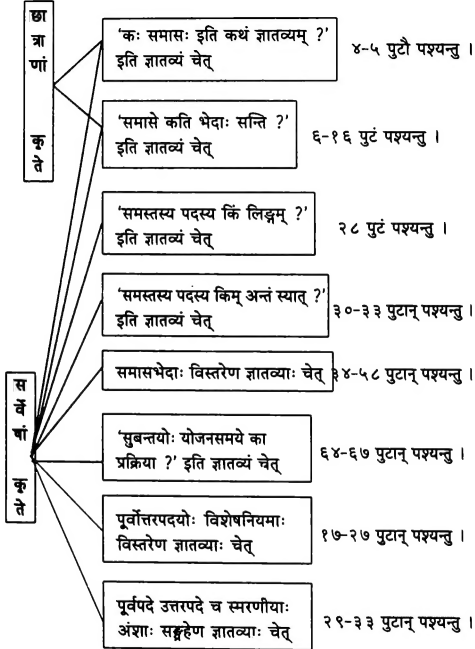 छात्राणां कृते
‘कः समासः इति कथं ज्ञातव्यम् ?’
इति ज्ञातव्यं चेत्
४-५ पुटौ पश्यन्तु ।
‘समासे कति भेदाः सन्ति ?’
इति ज्ञातव्यं चेत्
६-१६ पुटं पश्यन्तु ।
‘समस्तस्य पदस्य किं लिङ्गम् ?’
इति ज्ञातव्यं चेत्
२८ पुटं पश्यन्तु ।
‘समस्तस्य पदस्य किम् अन्तं स्यात् ?’
इति ज्ञातव्यं चेत्
३०-३३ पुटान् पश्यन्तु ।
समासभेदाः विस्तरेण ज्ञातव्याः चेत्
३४-५८ पुटान् पश्यन्तु ।
सर्वेषां कृते
‘सुबन्तयोः योजनसमये का
प्रक्रिया ?’ इति ज्ञातव्यं चेत्
६४-६७ पुटान् पश्यन्तु ।
पूर्वोत्तरपदयोः विशेषनियमाः
विस्तरेण ज्ञातव्याः चेत्
१७-२७ पुटान् पश्यन्तु ।
पूर्वपदे उत्तरपदे च स्मरणीयाः
अंशाः सङ्ग्रहेण ज्ञातव्याः चेत्
२९-३३ पुटान् पश्यन्तु ।